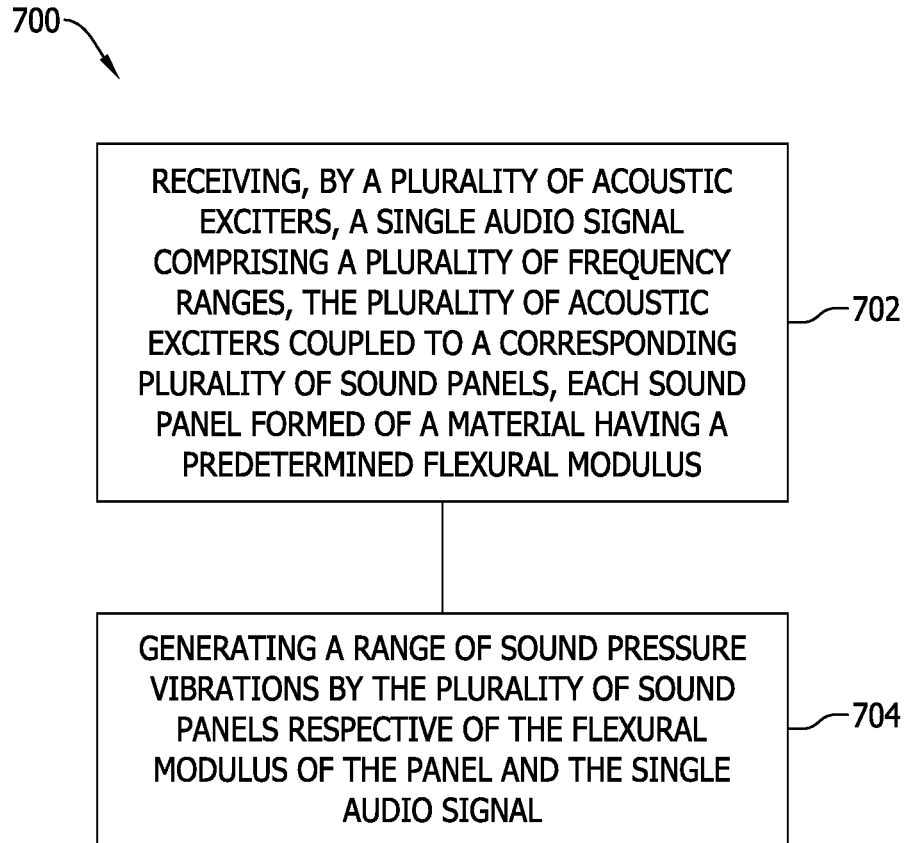 700
RECEIVING, BY A PLURALITY OF ACOUSTIC
EXCITERS, A SINGLE AUDIO SIGNAL
COMPRISING A PLURALITY OF FREQUENCY
RANGES, THE PLURALITY OF ACOUSTIC
EXCITERS COUPLED TO A CORRESPONDING
PLURALITY OF SOUND PANELS, EACH SOUND
PANEL FORMED OF A MATERIAL HAVING A
PREDETERMINED FLEXURAL MODULUS
702
GENERATING A RANGE OF SOUND PRESSURE
VIBRATIONS BY THE PLURALITY OF SOUND
PANELS RESPECTIVE OF THE FLEXURAL
MODULUS OF THE PANEL AND THE SINGLE
AUDIO SIGNAL
704